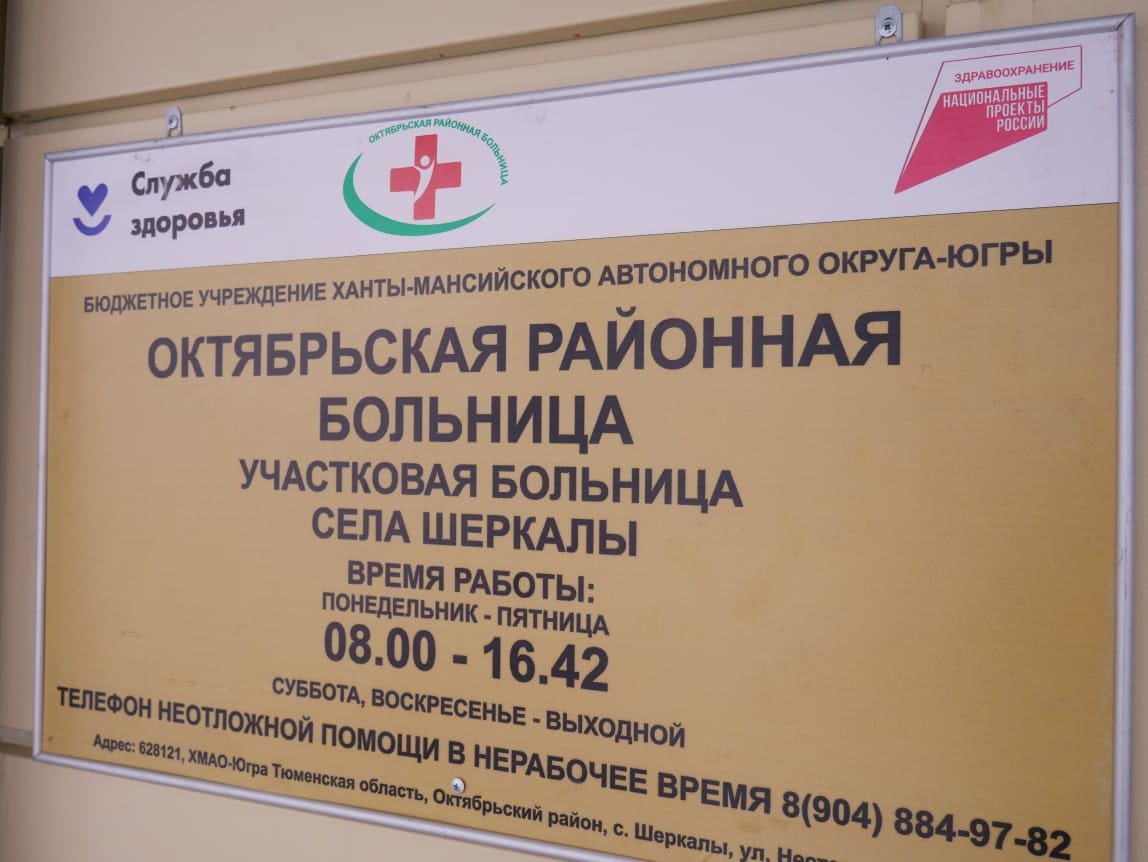 Служба
здоровья
ОКТЯБРЬСКАЯ РАЙОННАЯ БОЛЬНИЦА
ЗДРАВООХРАНЕНИЕ
НАЦИОНАЛЬНЫЕ
ПРОЕКТЫ
РОССИИ
БЮДЖЕТНОЕ УЧРЕЖДЕНИЕ ХАНТЫ-МАНСИЙСКОГО АВТОНОМНОГО ОКРУГА-ЮГРЫ
ОКТЯБРЬСКАЯ РАЙОННАЯ
БОЛЬНИЦА
УЧАСТКОВАЯ БОЛЬНИЦА
СЕЛА ШЕРКАЛЫ
ВРЕМЯ РАБОТЫ:
ПОНЕДЕЛЬНИК - ПЯТНИЦА
08.00 - 16.42
СУББОТА, ВОСКРЕСЕНЬЕ - ВЫХОДНОЙ
ТЕЛЕФОН НЕОТЛОЖНОЙ ПОМОЩИ В НЕРАБОЧЕЕ ВРЕМЯ 8(904) 884-97-82
Адрес: 628121, ХМАО-Югра Тюменская область, Октябрьский район, с. Шеркалы, ул.